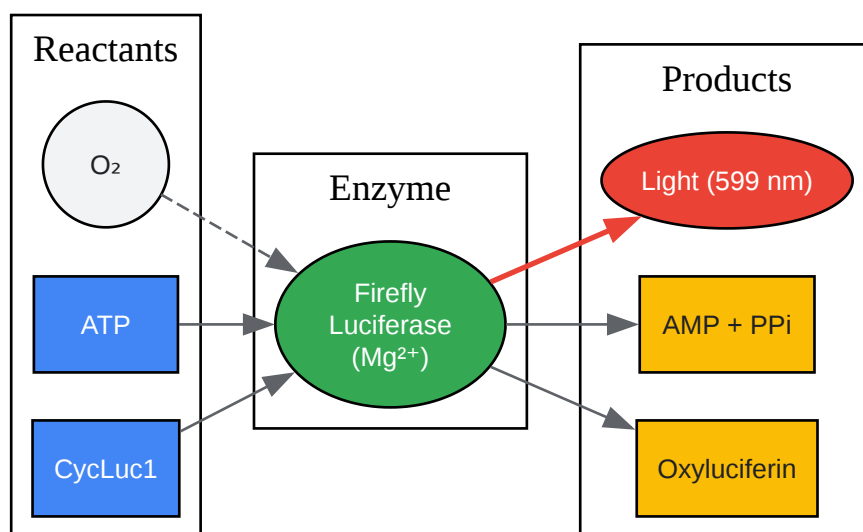 Reactants
O₂
ATP
CycLuc1
Enzyme
Firefly
Luciferase
(Mg²⁺)
Products
Light (599 nm)
AMP + PPi
Oxyluciferin